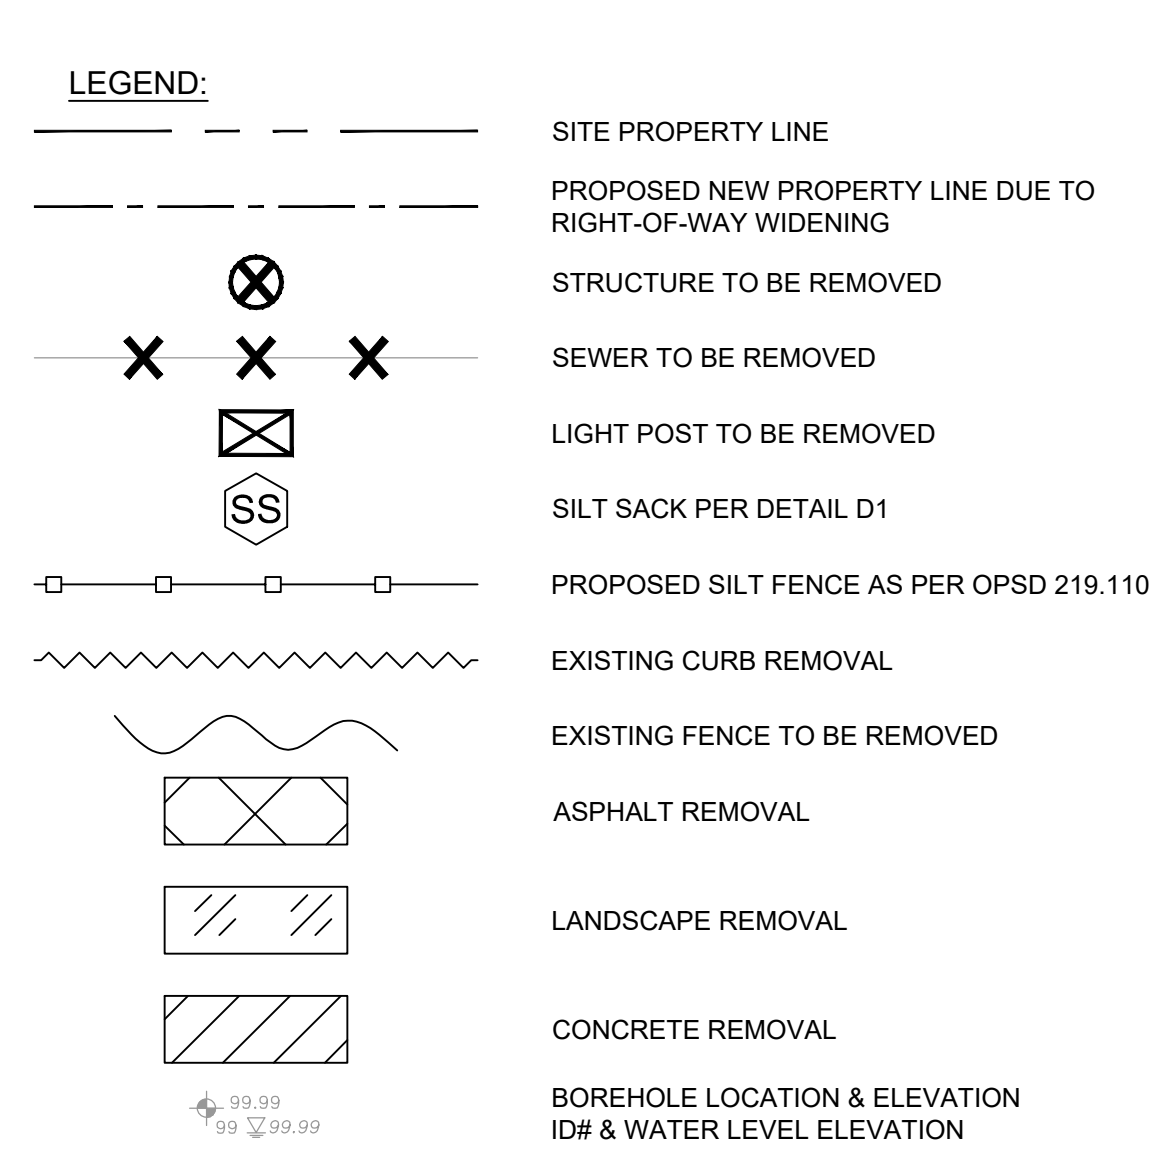 LEGEND:
SITE PROPERTY LINE
PROPOSED NEW PROPERTY LINE DUE TO
RIGHT-OF-WAY WIDENING
STRUCTURE TO BE REMOVED
SEWER TO BE REMOVED
LIGHT POST TO BE REMOVED
SS
SILT SACK PER DETAIL D1
PROPOSED SILT FENCE AS PER OPSD 219.110
EXISTING CURB REMOVAL
EXISTING FENCE TO BE REMOVED
ASPHALT REMOVAL
LANDSCAPE REMOVAL
CONCRETE REMOVAL
99.99
99 99.99
BOREHOLE LOCATION & ELEVATION
ID# & WATER LEVEL ELEVATION